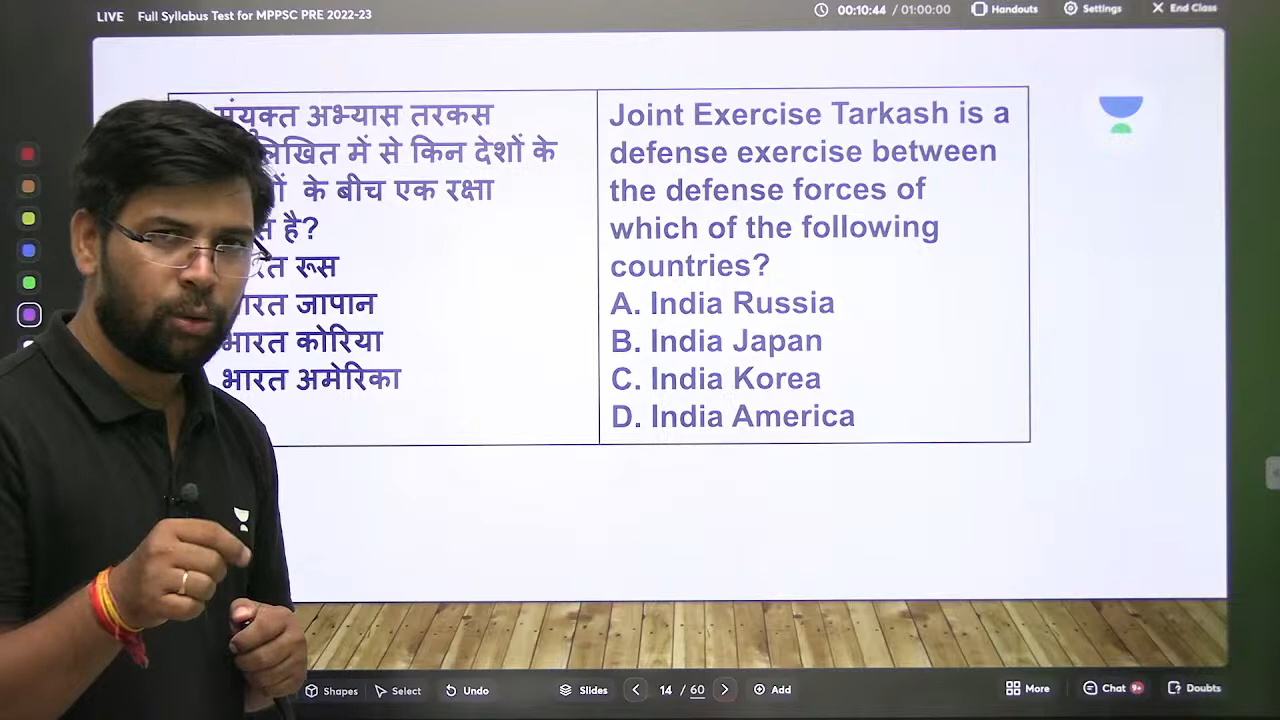 LIVE Full Syllabus Test for MPPSC PRE 2022-23
00:10:44 / 01:00:00 Handouts Settings End Class
संयुक्त अभ्यास तरकस
में से किन देशों के
के बीच एक रक्षा
है?
रूस
भारत जापान
भारत कोरिया
भारत अमेरिका
Joint Exercise Tarkash is a
defense exercise between
the defense forces of
which of the following
countries?
A. India Russia
B. India Japan
C. India Korea
D. India America
Shapes Select Undo Slides 14 / 60 Add More Chat 9+ Doubts